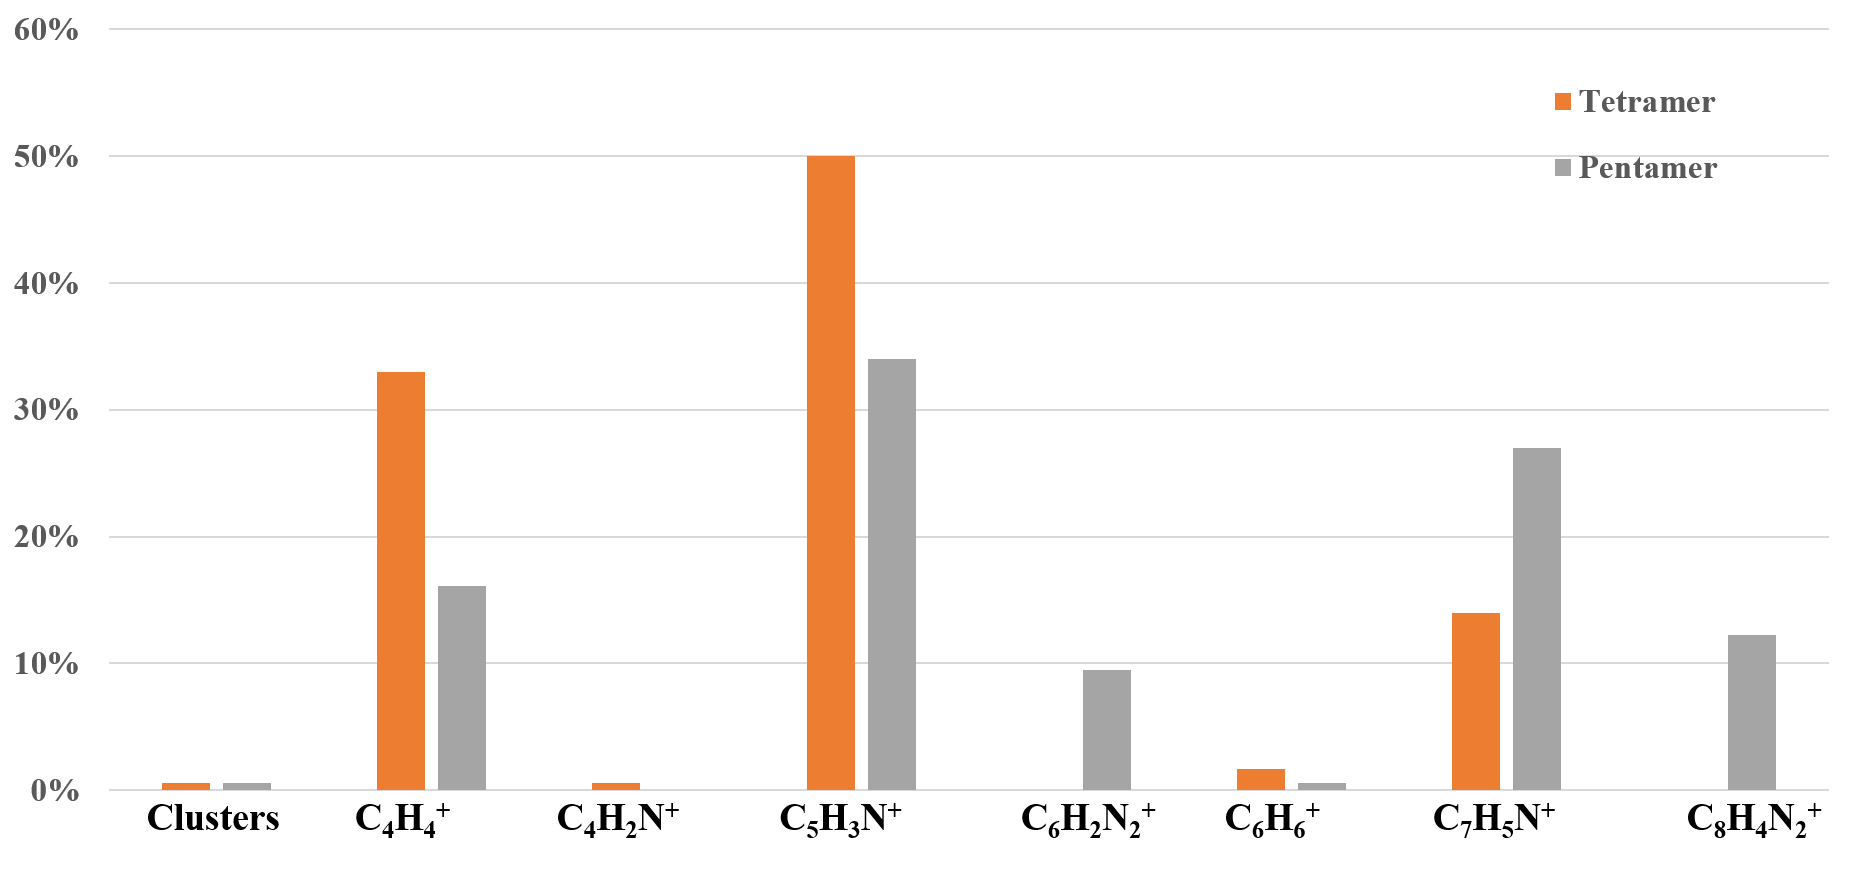 60%
Tetramer
50%
Pentamer
40%
30%
20%
10%
0%
Clusters C₄H₄⁺ C₄H₂N⁺ C₅H₃N⁺ C₆H₂N₂⁺ C₆H₆⁺ C₇H₅N⁺ C₈H₄N₂⁺